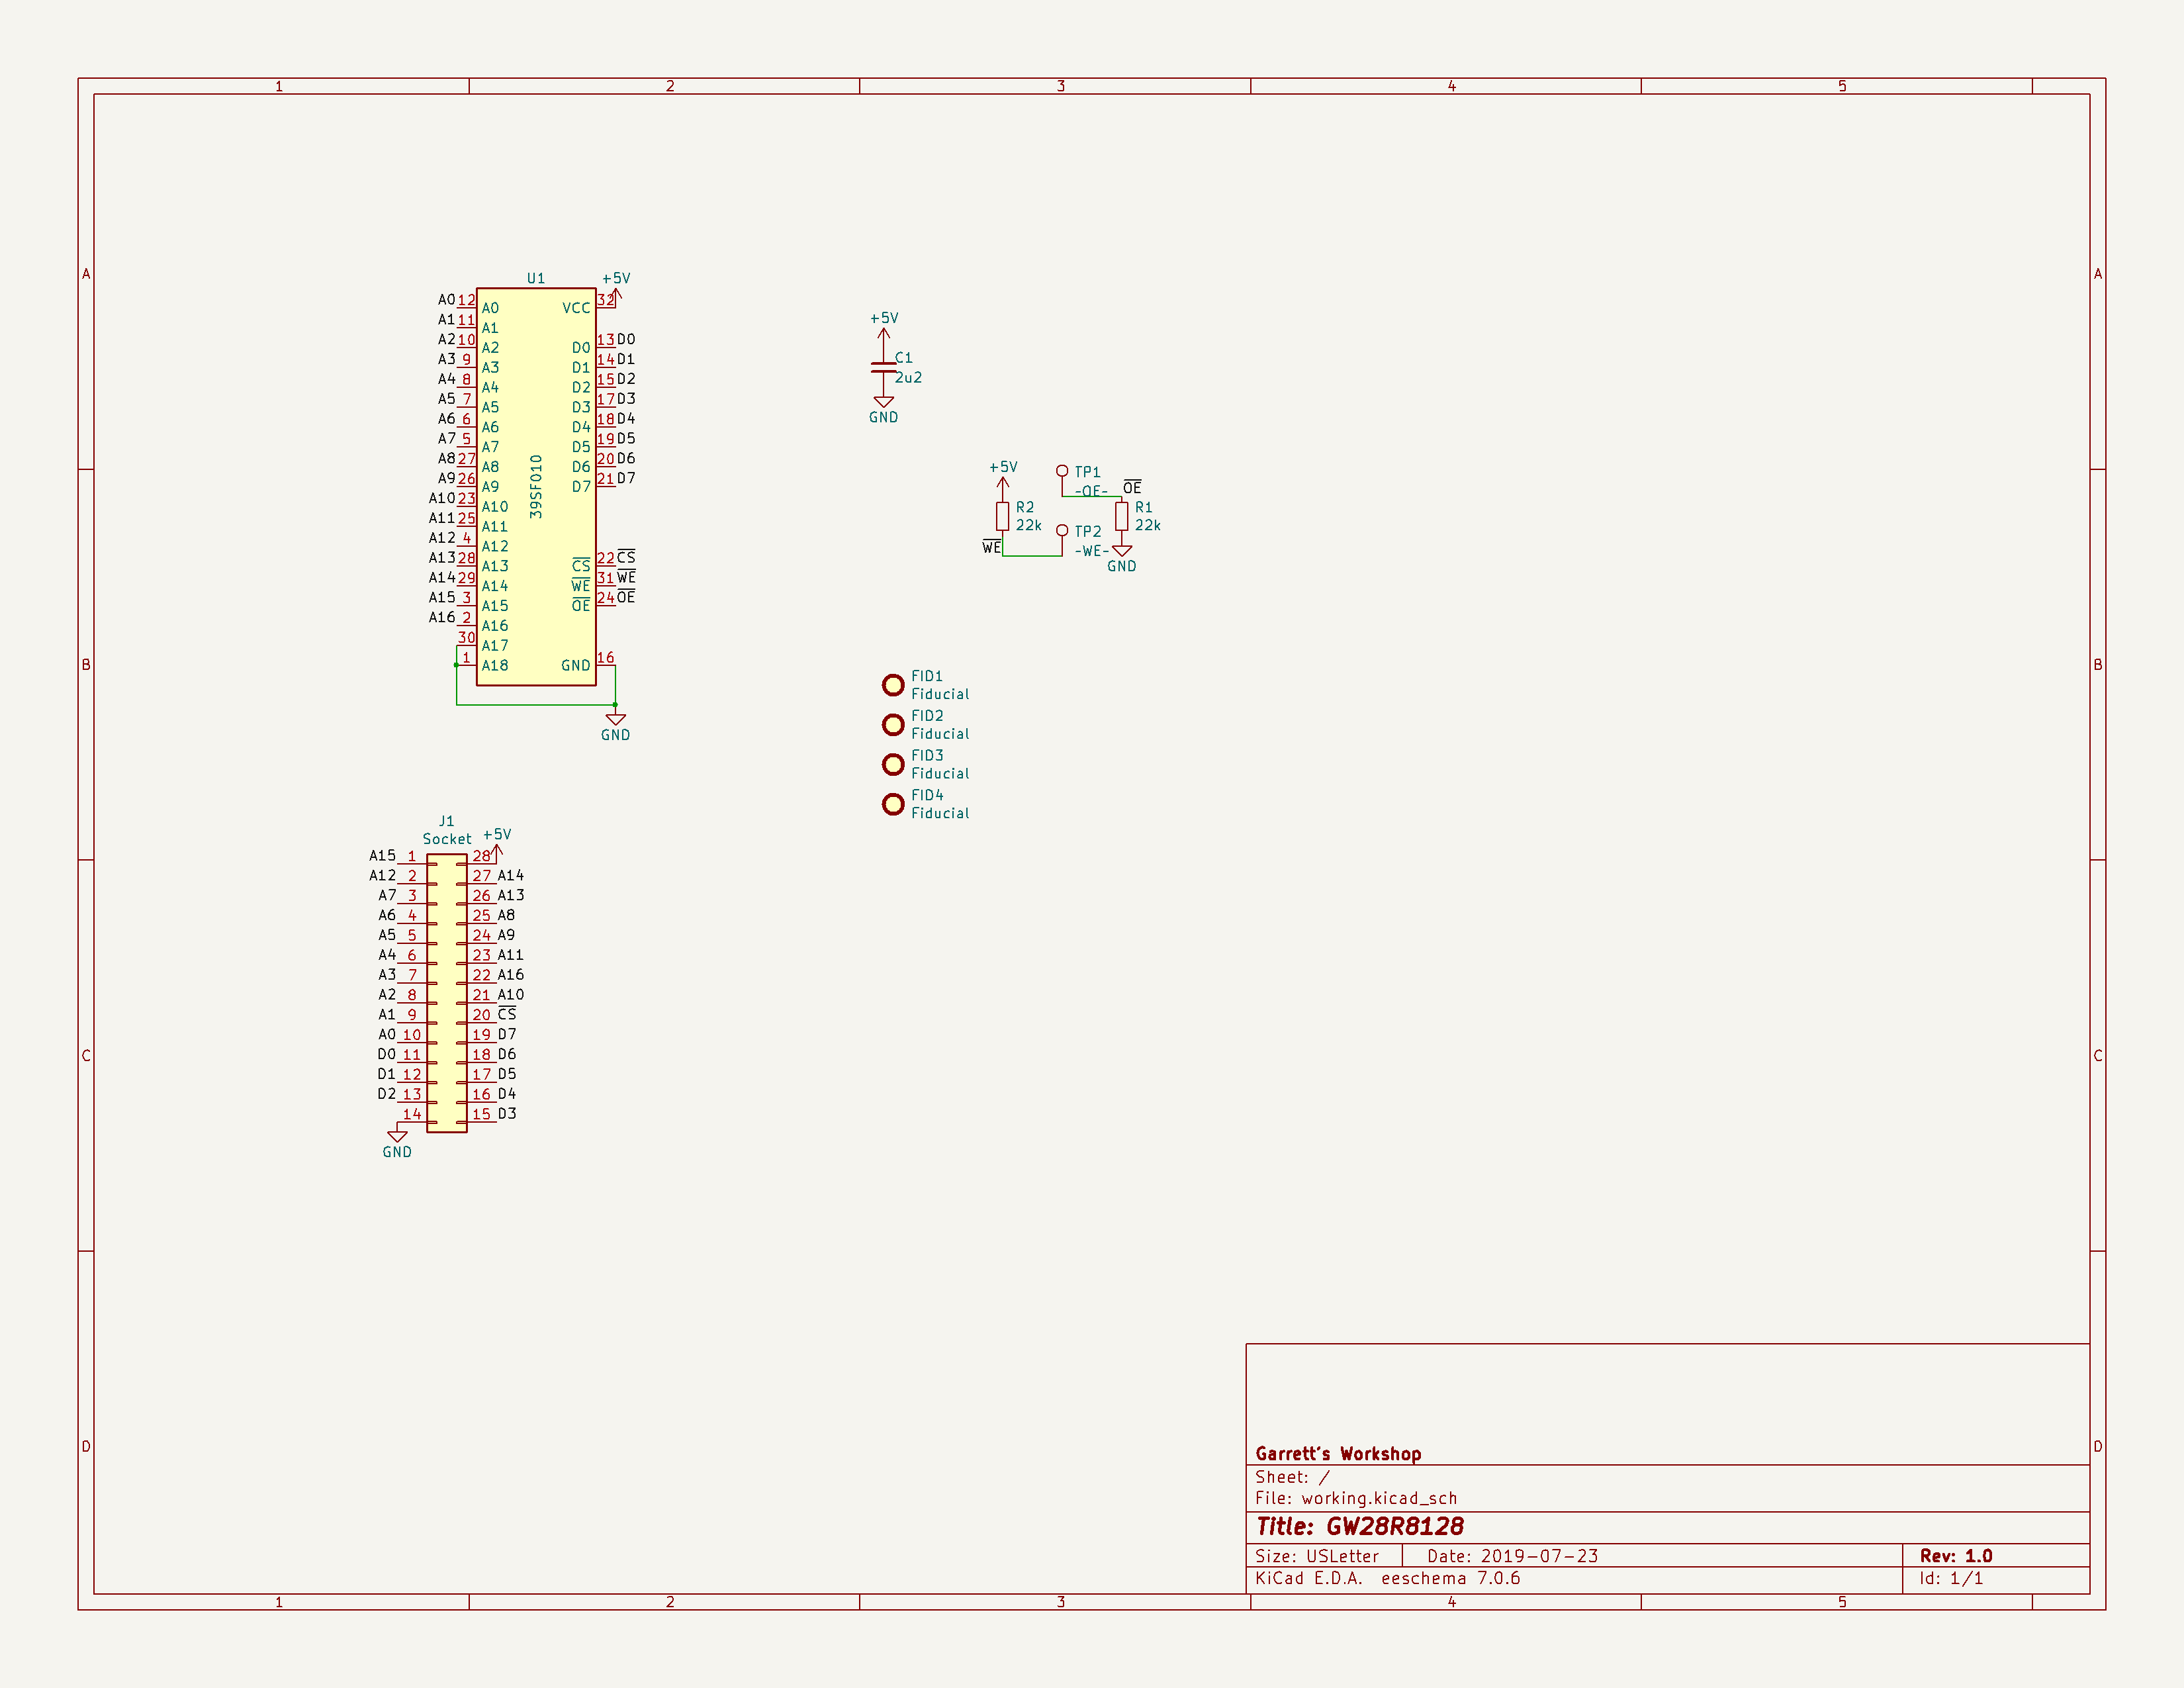 1 2 3 4 5
A A
U1 +5V
A0 12 A0 VCC 32
A1 11 A1
A2 10 A2 D0 13 D0
A3 9 A3 D1 14 D1
A4 8 A4 D2 15 D2
A5 7 A5 D3 17 D3
A6 6 A6 D4 18 D4
A7 5 A7 D5 19 D5
A8 27 A8 D6 20 D6
A9 26 A9 D7 21 D7
A10 23 A10
A11 25 A11
A12 4 A12
A13 28 A13 CS 22 CS
A14 29 A14 WE 31 WE
A15 3 A15 OE 24 OE
A16 2 A16
30 A17
1 A18 GND 16
39SF010
GND
+5V
C1
2u2
GND
+5V
R2
22k
WE
TP1
-OE-
TP2
-WE-
OE
R1
22k
GND
B B
FID1
Fiducial
FID2
Fiducial
FID3
Fiducial
FID4
Fiducial
J1
Socket +5V
A15 1 28
A12 2 27 A14
A7 3 26 A13
A6 4 25 A8
A5 5 24 A9
A4 6 23 A11
A3 7 22 A16
A2 8 21 A10
A1 9 20 CS
A0 10 19 D7
D0 11 18 D6
D1 12 17 D5
D2 13 16 D4
14 15 D3
GND
C C
D D
Garrett's Workshop
Sheet: /
File: working.kicad_sch
Title: GW28R8128
Size: USLetter Date: 2019-07-23 Rev: 1.0
KiCad E.D.A. eeschema 7.0.6 Id: 1/1
1 2 3 4 5